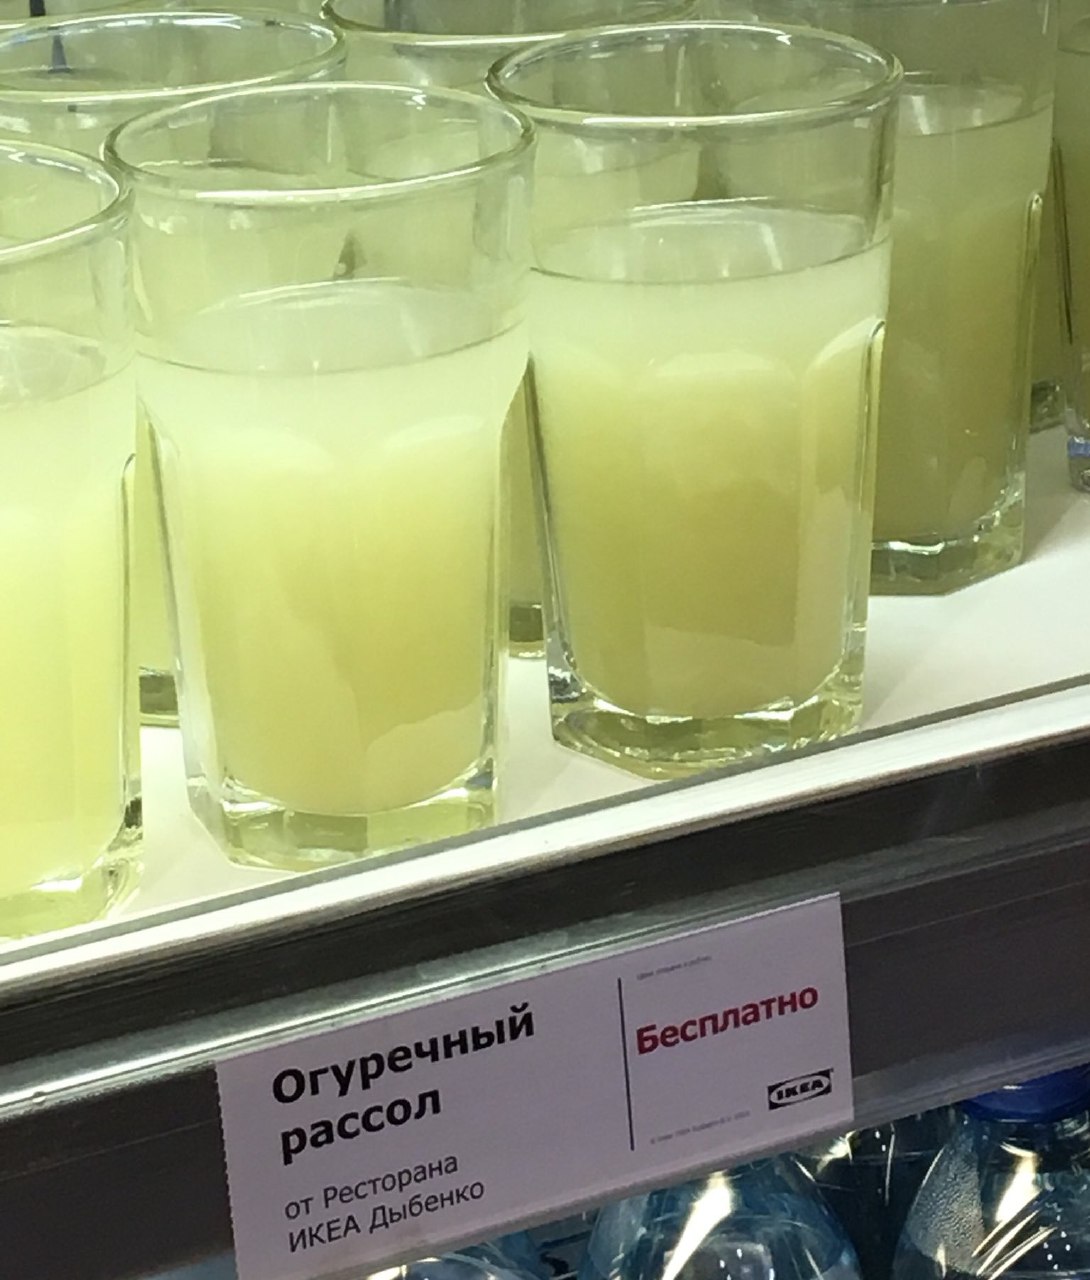 Огуречный
рассол
от Ресторана
ИКЕА Дыбенко
Бесплатно
IKEA